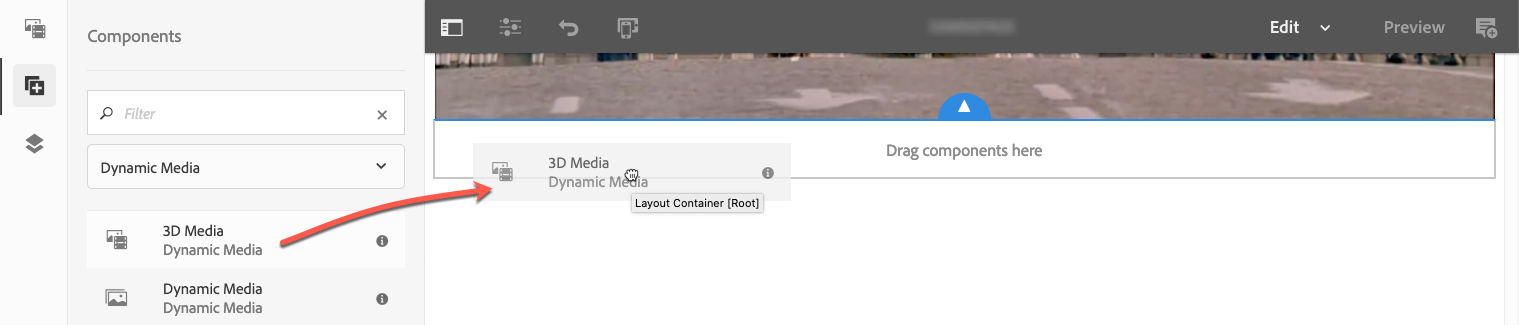 Components
Filter
Dynamic Media
3D Media
Dynamic Media
Dynamic Media
Dynamic Media
Edit
Preview
Drag components here
3D Media
Dynamic Media
Layout Container [Root]